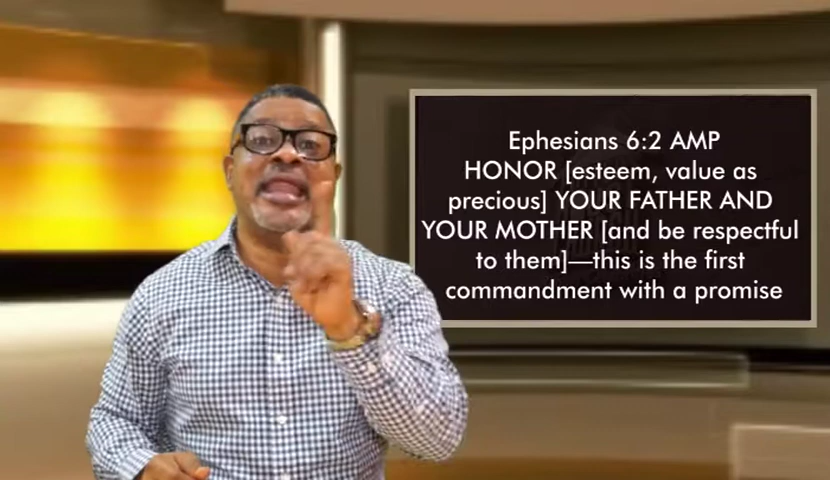 Ephesians 6:2 AMP
HONOR [esteem, value as
precious] YOUR FATHER AND
YOUR MOTHER [and be respectful
to them]—this is the first
commandment with a promise